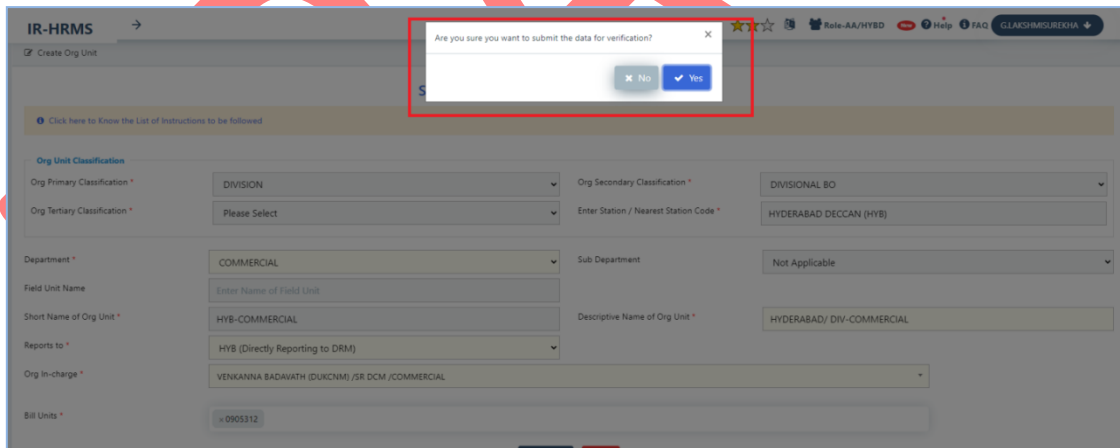 IR-HRMS
Role-AA/HYBD
Help
FAQ
G.LAKSHMISUREKHA
Create Org Unit
Are you sure you want to submit the data for verification?
×
No
Yes
S
Click here to Know the List of Instructions to be followed
Org Unit Classification
Org Primary Classification *
DIVISION
Org Secondary Classification *
DIVISIONAL BO
Org Tertiary Classification *
Please Select
Enter Station / Nearest Station Code *
HYDERABAD DECCAN (HYB)
Department *
COMMERCIAL
Sub Department
Not Applicable
Field Unit Name
Enter Name of Field Unit
Short Name of Org Unit *
HYB-COMMERCIAL
Descriptive Name of Org Unit *
HYDERABAD/ DIV-COMMERCIAL
Reports to *
HYB (Directly Reporting to DRM)
Org In-charge *
VENKANNA BADAVATH (DUKCNM) /SR DCM /COMMERCIAL
Bill Units *
× 0905312